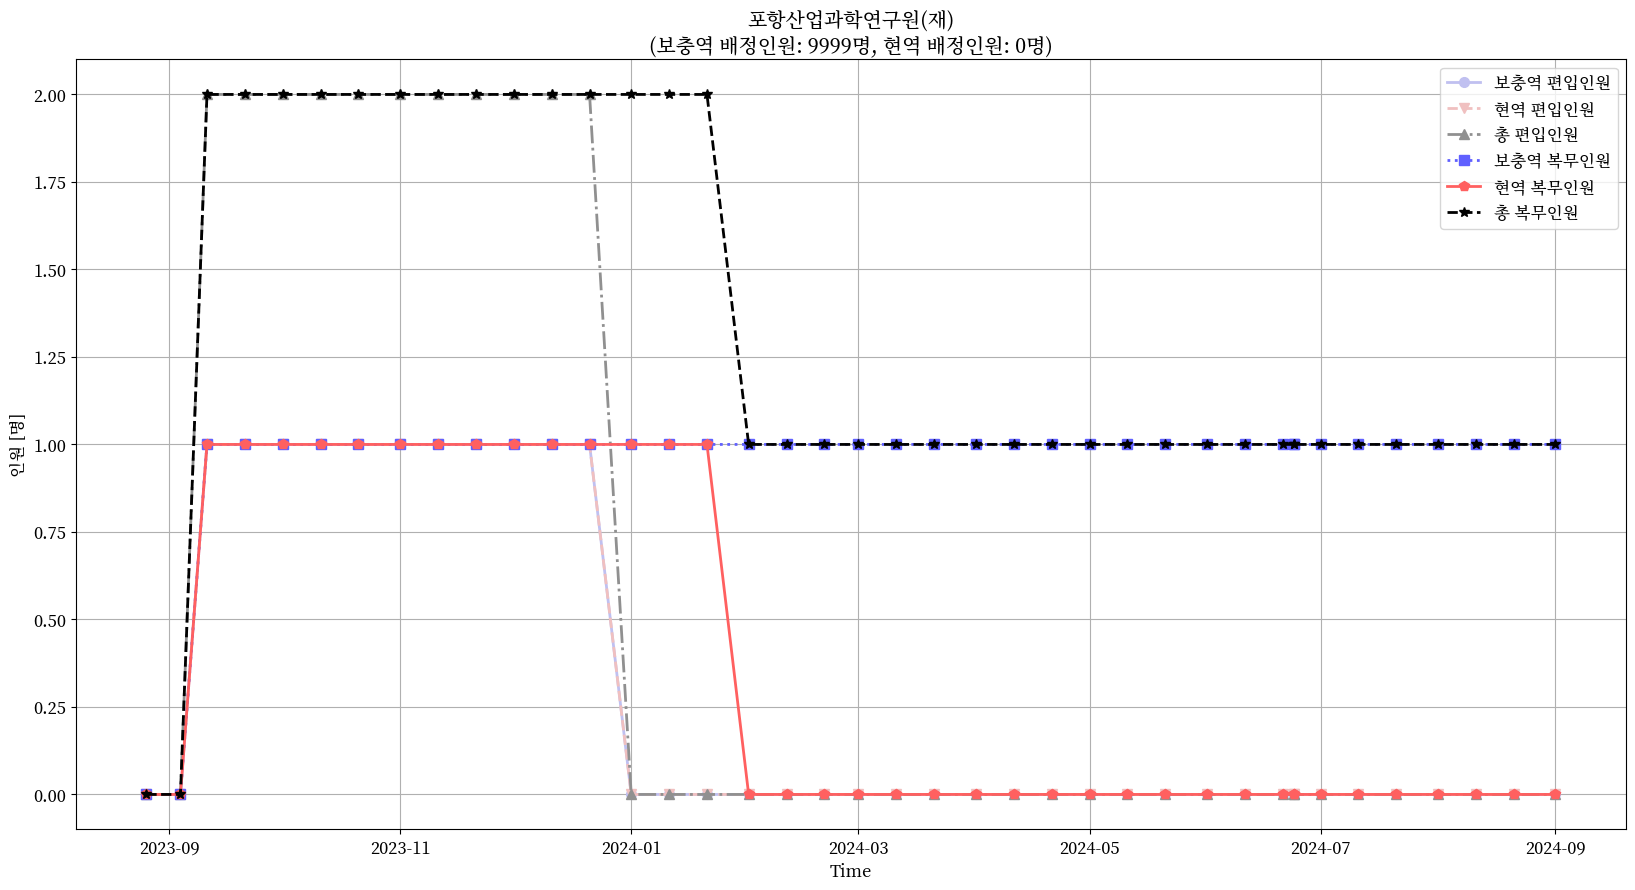 포항산업과학연구원(재)
(보충역 배정인원: 9999명, 현역 배정인원: 0명)
보충역 편입인원
현역 편입인원
총 편입인원
보충역 복무인원
현역 복무인원
총 복무인원
인원 [명]
2.00
1.75
1.50
1.25
1.00
0.75
0.50
0.25
0.00
2023-09 2023-11 2024-01 2024-03 2024-05 2024-07 2024-09
Time